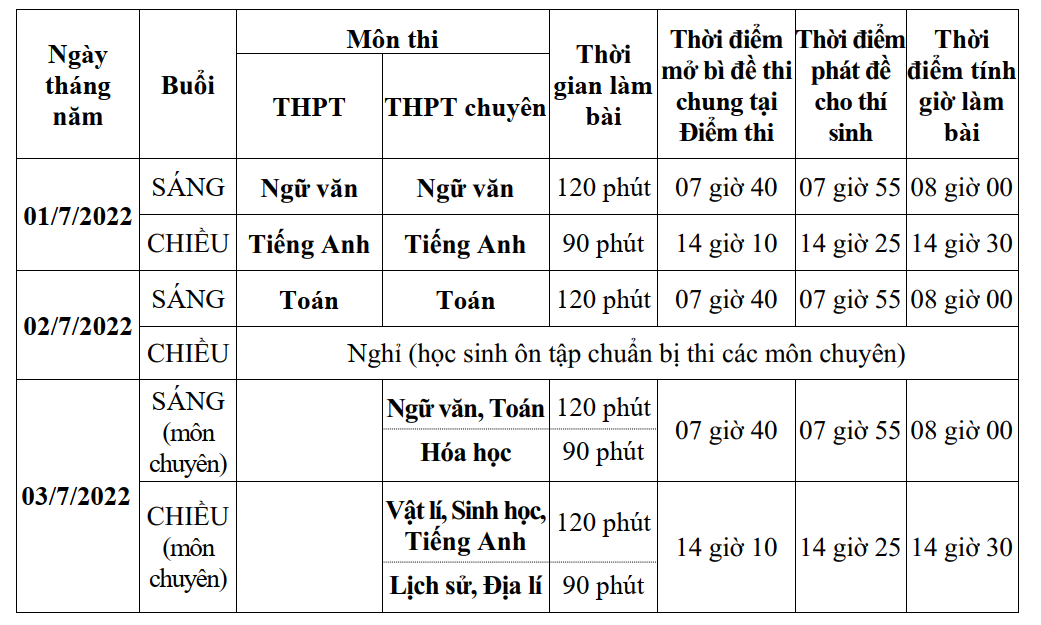 Ngày tháng năm
Buổi
Môn thi
THPT
THPT chuyên
Thời gian làm bài
Thời điểm mở bì đề thi chung tại Điểm thi
Thời điểm phát đề cho thí sinh
Thời điểm tính giờ làm bài
01/7/2022
SÁNG
Ngữ văn
Ngữ văn
120 phút
07 giờ 40
07 giờ 55
08 giờ 00
CHIỀU
Tiếng Anh
Tiếng Anh
90 phút
14 giờ 10
14 giờ 25
14 giờ 30
02/7/2022
SÁNG
Toán
Toán
120 phút
07 giờ 40
07 giờ 55
08 giờ 00
CHIỀU
Nghỉ (học sinh ôn tập chuẩn bị thi các môn chuyên)
03/7/2022
SÁNG
(môn
chuyên)
Ngữ văn, Toán
120 phút
Hóa học
90 phút
07 giờ 40
07 giờ 55
08 giờ 00
CHIỀU
(môn
chuyên)
Vật lí, Sinh học,
Tiếng Anh
120 phút
Lịch sử, Địa lí
90 phút
14 giờ 10
14 giờ 25
14 giờ 30